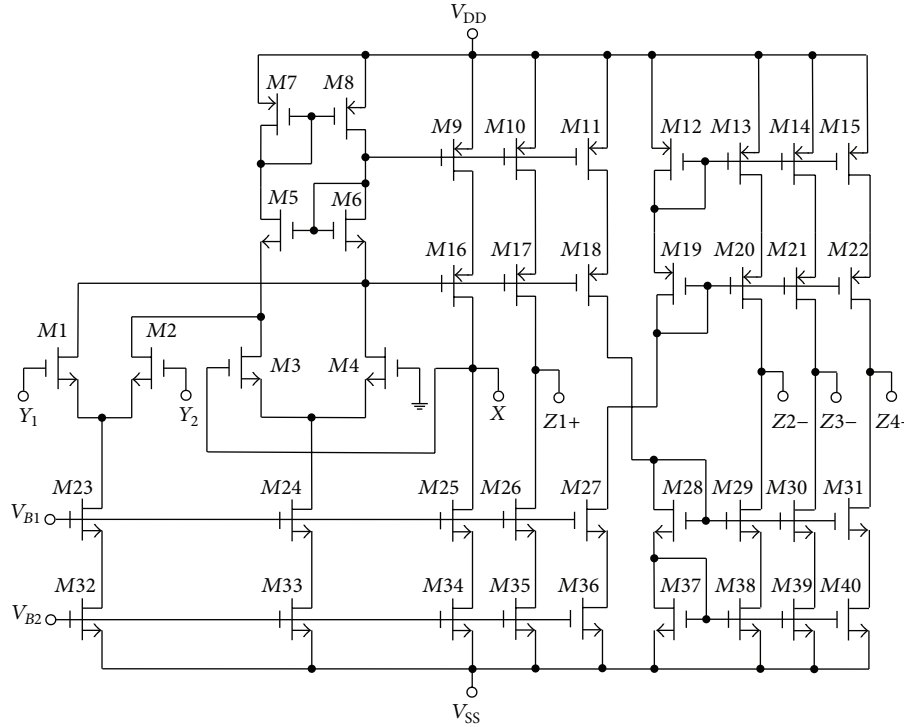 V_DD
M7 M8
M9 M10 M11 M12 M13 M14 M15
M5 M6
M16 M17 M18 M19 M20 M21 M22
M1 M2
M3 M4
Y_1 Y_2 X Z1+ Z2− Z3− Z4−
M23 M24 M25 M26 M27 M28 M29 M30 M31
V_B1
M32 M33 M34 M35 M36 M37 M38 M39 M40
V_B2
V_SS